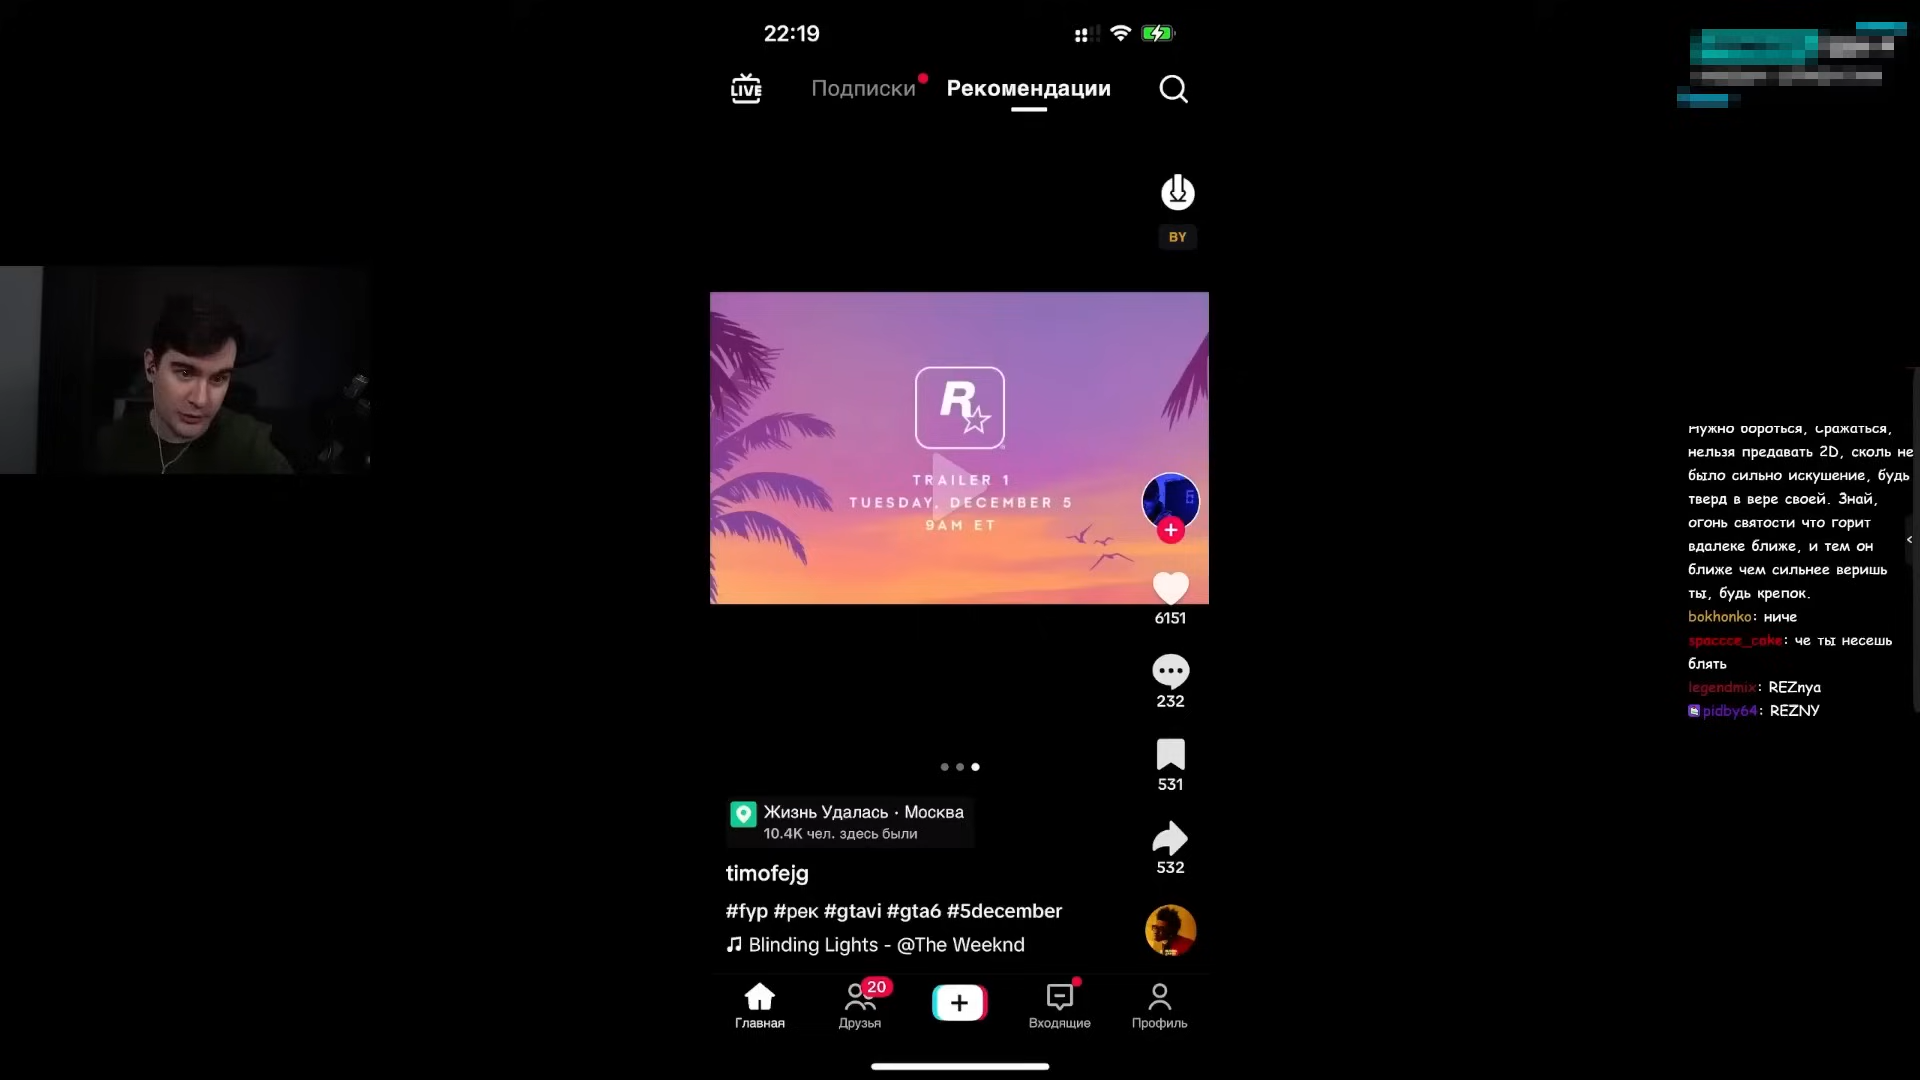 22:19
LIVE
Подписки
Рекомендации
BY
R
TRAILER 1
TUESDAY, DECEMBER 5
9AM ET
6151
232
531
532
Жизнь Удалась · Москва
10.4K чел. здесь были
timofejg
#fyp #рек #gtavi #gta6 #5december
Blinding Lights - @The Weeknd
Главная
20
Друзья
Входящие
Профиль
Нужно бороться, сражаться,
нельзя предавать 2D, сколь не
было сильно искушение, будь
тверд в вере своей. Знай,
огонь святости что горит
вдалеке ближе, и тем он
ближе чем сильнее веришь
ты, будь крепок.
bokhonko: ниче
spaccce_cake: че ты несешь
блять
legendmix: REZnya
pidby64: REZNY